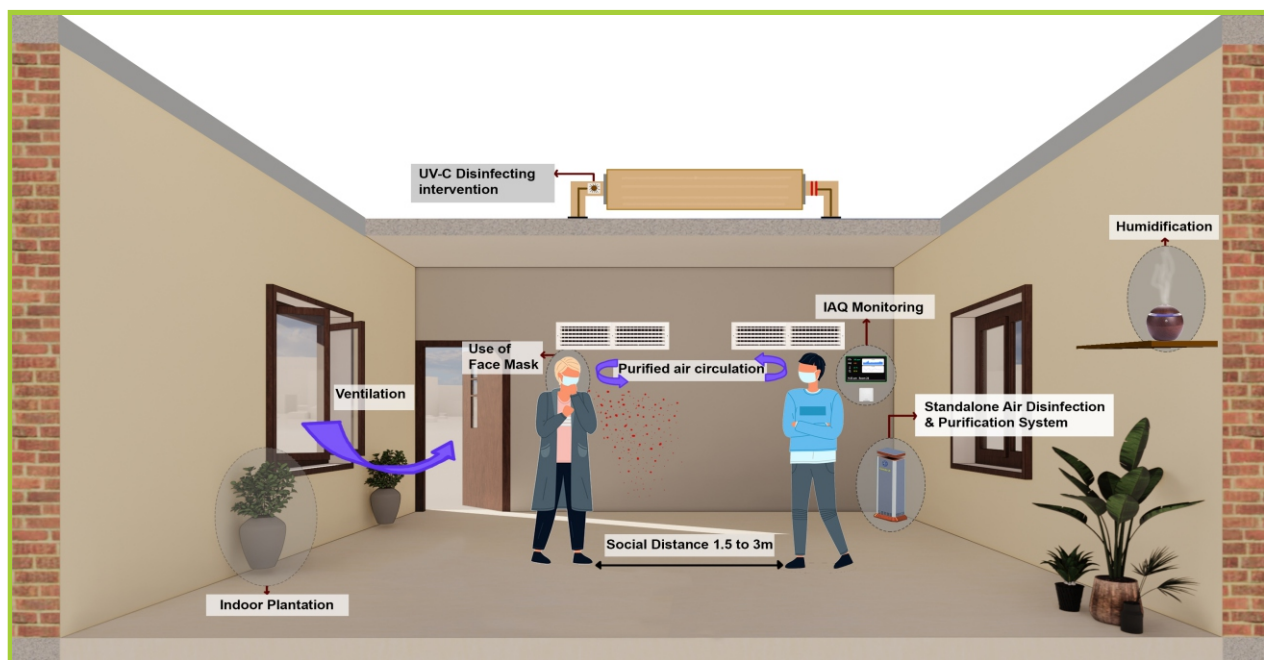 UV-C Disinfecting
intervention
Humidification
IAQ Monitoring
Use of
Face Mask
Purified air circulation
Ventilation
Standalone Air Disinfection
& Purification System
Social Distance 1.5 to 3m
Indoor Plantation